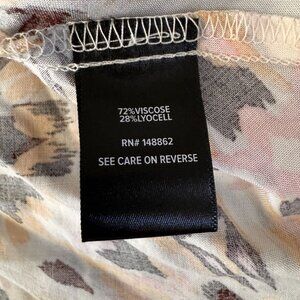 72%VISCOSE
28%LYOCELL
RN# 148862
SEE CARE ON REVERSE